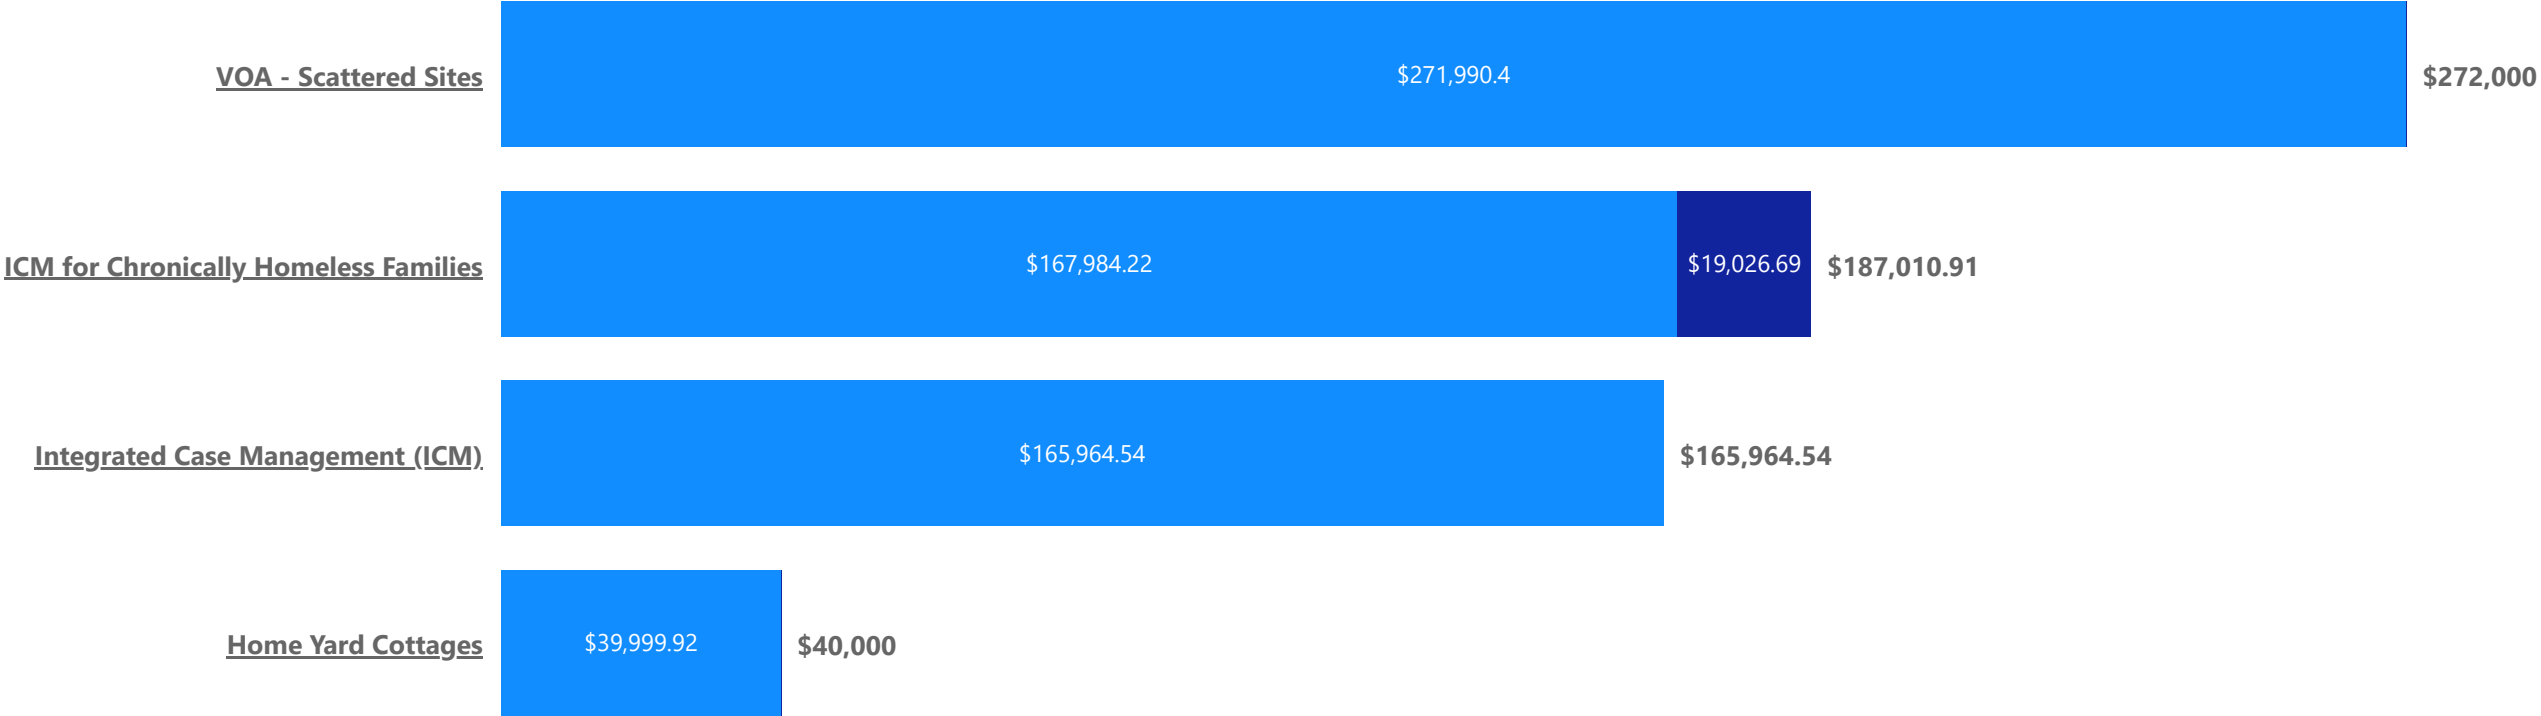 VOA - Scattered Sites $271,990.4 $272,000
ICM for Chronically Homeless Families $167,984.22 $19,026.69 $187,010.91
Integrated Case Management (ICM) $165,964.54 $165,964.54
Home Yard Cottages $39,999.92 $40,000